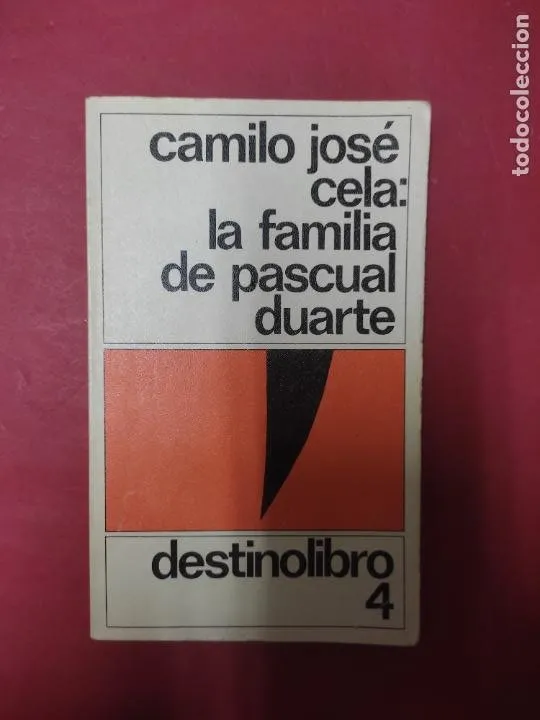 camilo josé
cela:
la familia
de pascual
duarte
destinolibro
4
todocoleccion